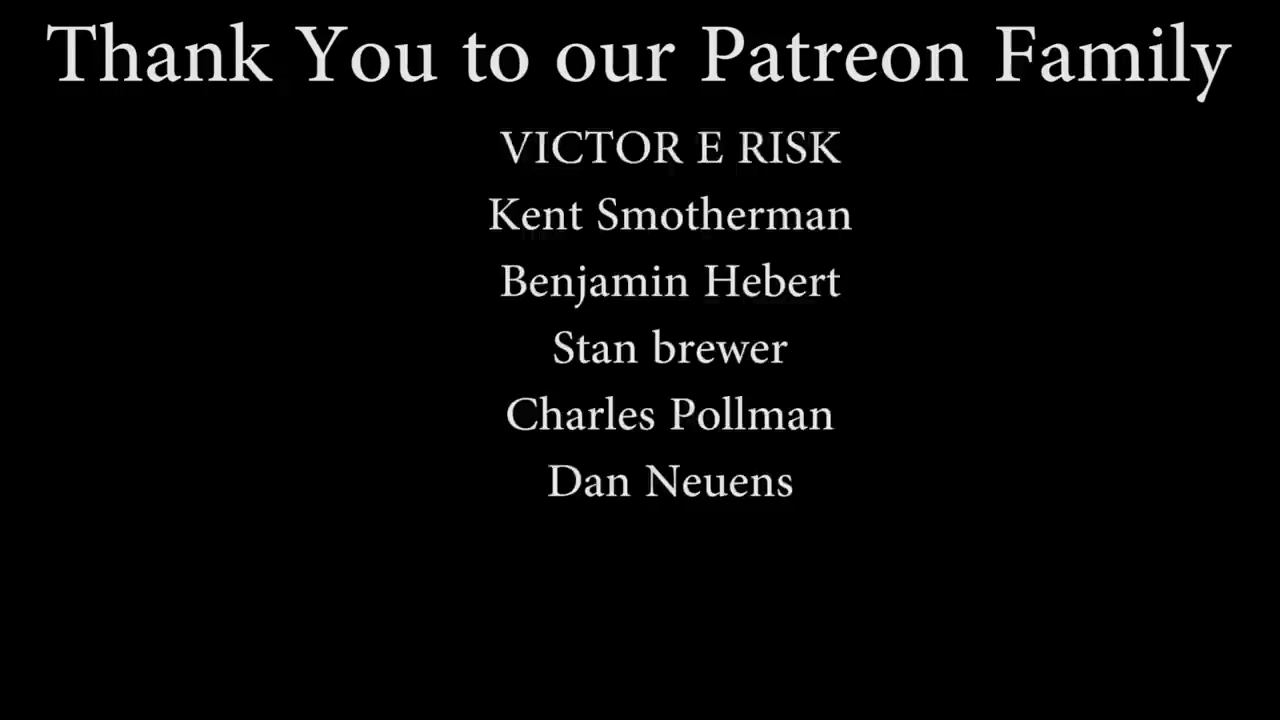 Thank You to our Patreon Family
VICTOR E RISK
Kent Smotherman
Benjamin Hebert
Stan brewer
Charles Pollman
Dan Neuens